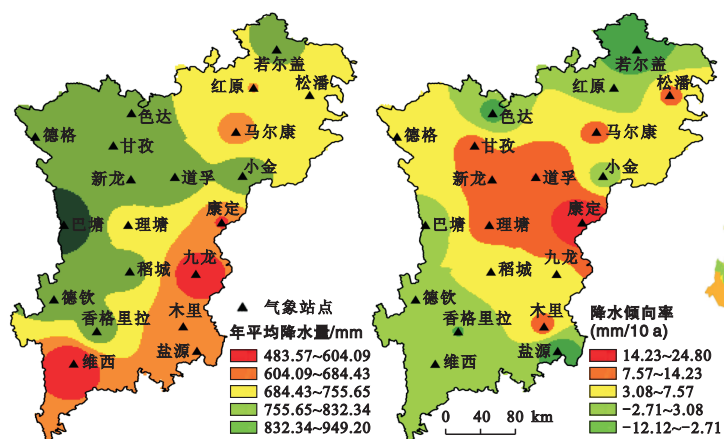 若尔盖
红原
松潘
色达
马尔康
德格
甘孜
小金
新龙
道孚
康定
巴塘
理塘
九龙
稻城
德钦
气象站点
香格里拉
木里
年平均降水量/mm
盐源
维西
483.57~604.09
604.09~684.43
684.43~755.65
755.65~832.34
832.34~949.20
若尔盖
红原
松潘
色达
马尔康
德格
甘孜
小金
新龙
道孚
康定
巴塘
理塘
九龙
稻城
德钦
木里
香格里拉
盐源
维西
降水倾向率
(mm/10 a)
14.23~24.80
7.57~14.23
3.08~7.57
-2.71~3.08
-12.12~-2.71
0 40 80 km